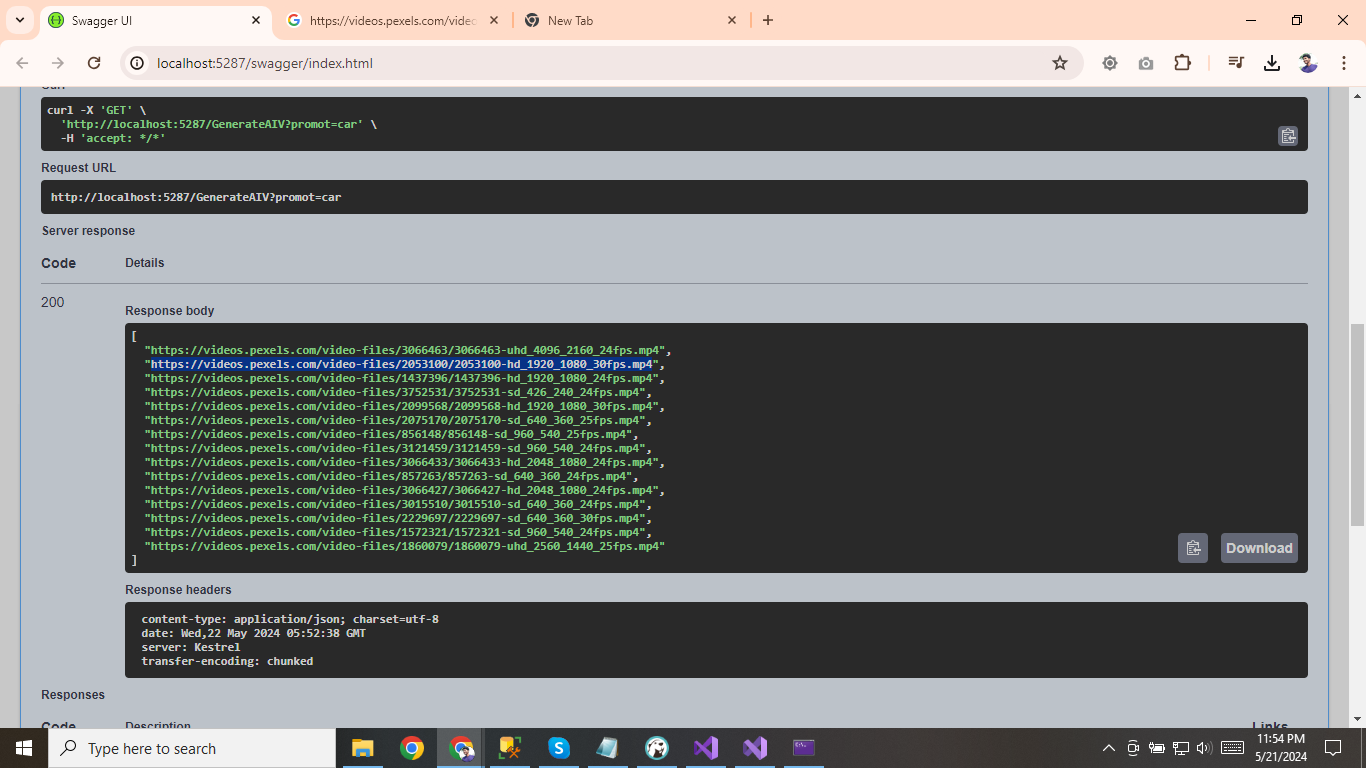 Swagger UI
https://videos.pexels.com/video
New Tab
localhost:5287/swagger/index.html
Curl
curl -X 'GET' \
'http://localhost:5287/GenerateAIV?promot=car' \
-H 'accept: */*'
Request URL
http://localhost:5287/GenerateAIV?promot=car
Server response
Code Details
200
Response body
[
"https://videos.pexels.com/video-files/3066463/3066463-uhd_4096_2160_24fps.mp4",
"https://videos.pexels.com/video-files/2053100/2053100-hd_1920_1080_30fps.mp4",
"https://videos.pexels.com/video-files/1437396/1437396-hd_1920_1080_24fps.mp4",
"https://videos.pexels.com/video-files/3752531/3752531-sd_426_240_24fps.mp4",
"https://videos.pexels.com/video-files/2099568/2099568-hd_1920_1080_30fps.mp4",
"https://videos.pexels.com/video-files/2075170/2075170-sd_640_360_25fps.mp4",
"https://videos.pexels.com/video-files/856148/856148-sd_960_540_25fps.mp4",
"https://videos.pexels.com/video-files/3121459/3121459-sd_960_540_24fps.mp4",
"https://videos.pexels.com/video-files/3066433/3066433-hd_2048_1080_24fps.mp4",
"https://videos.pexels.com/video-files/857263/857263-sd_640_360_24fps.mp4",
"https://videos.pexels.com/video-files/3066427/3066427-hd_2048_1080_24fps.mp4",
"https://videos.pexels.com/video-files/3015510/3015510-sd_640_360_24fps.mp4",
"https://videos.pexels.com/video-files/2229697/2229697-sd_640_360_30fps.mp4",
"https://videos.pexels.com/video-files/1572321/1572321-sd_960_540_24fps.mp4",
"https://videos.pexels.com/video-files/1860079/1860079-uhd_2560_1440_25fps.mp4"
]
Download
Response headers
content-type: application/json; charset=utf-8
date: Wed,22 May 2024 05:52:38 GMT
server: Kestrel
transfer-encoding: chunked
Responses
Code Description Links
Type here to search
11:54 PM
5/21/2024